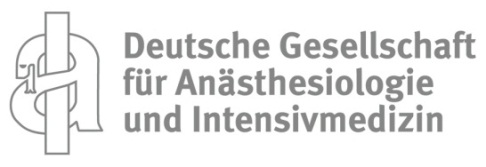 Deutsche Gesellschaft
für Anästhesiologie
und Intensivmedizin